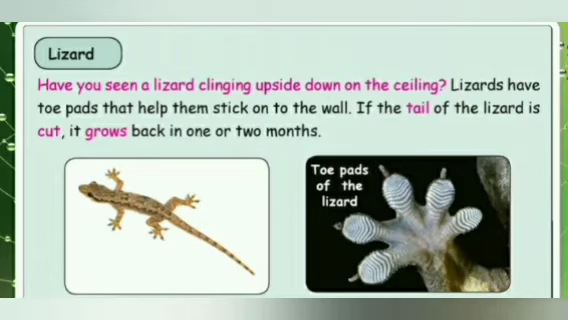 Lizard
Have you seen a lizard clinging upside down on the ceiling? Lizards have
toe pads that help them stick on to the wall. If the tail of the lizard is
cut, it grows back in one or two months.
Toe pads
of the
lizard